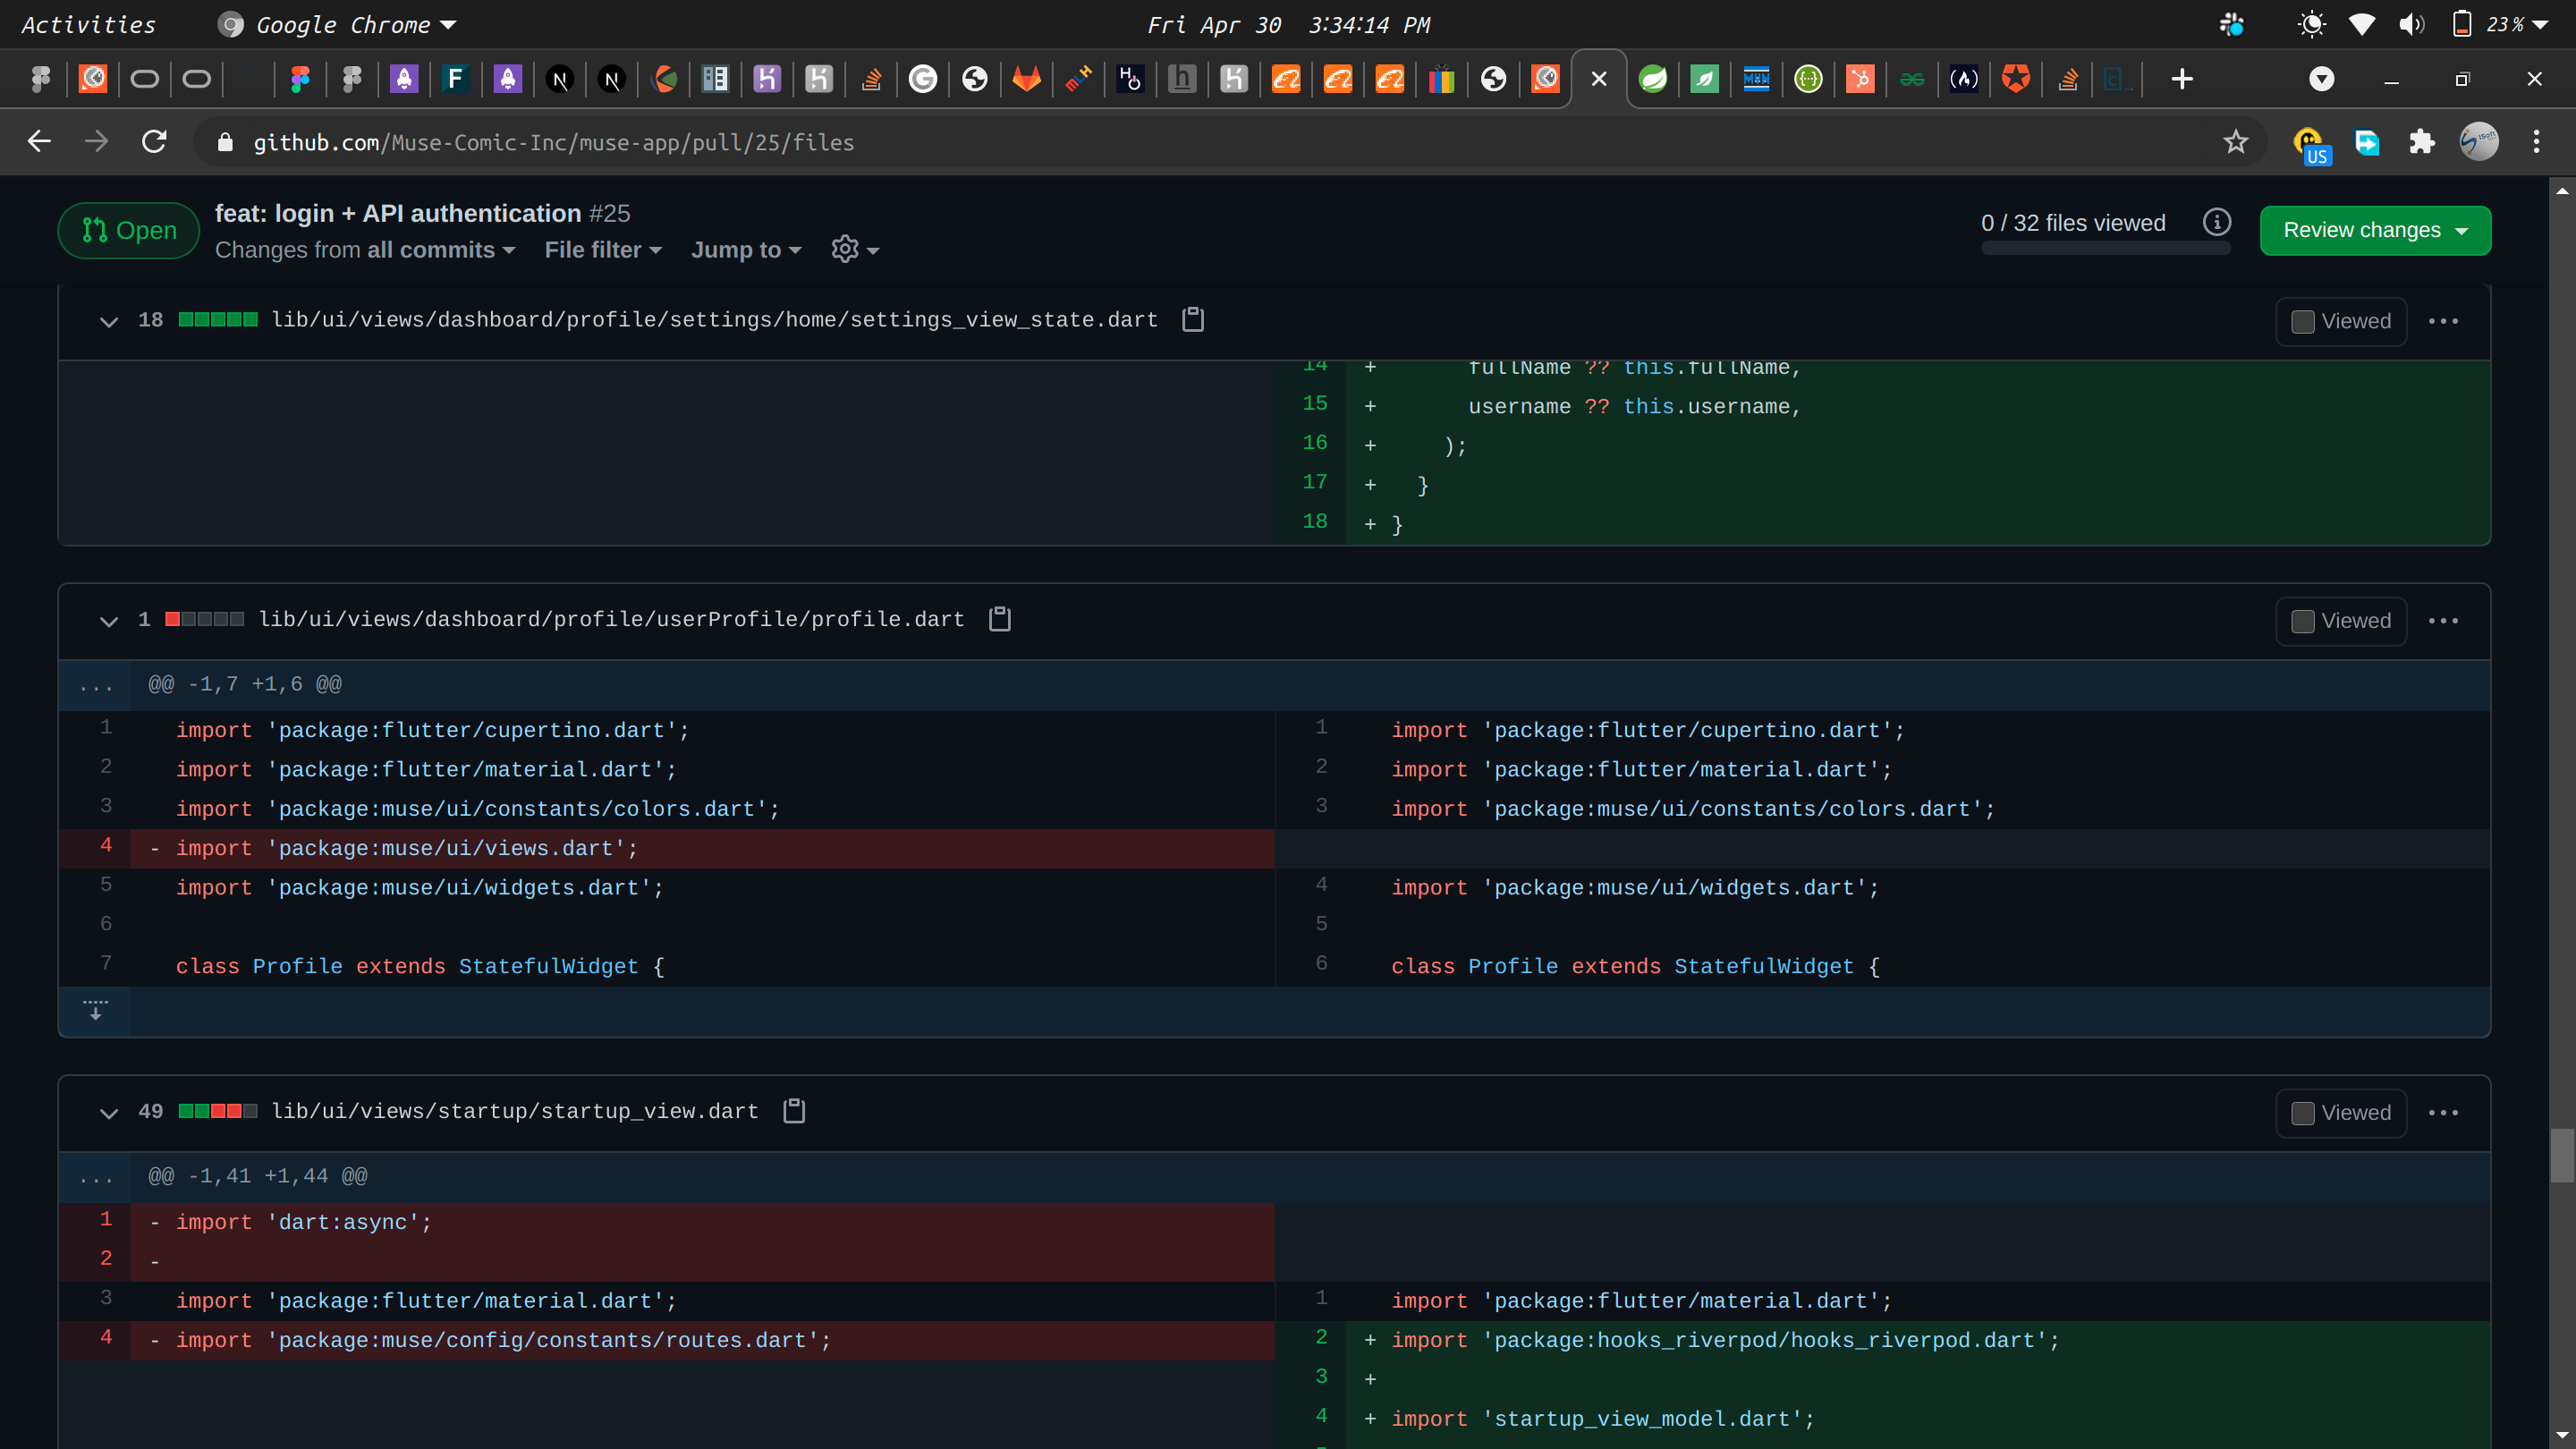 Activities Google Chrome Fri Apr 30 3:34:14 PM 23%
github.com/Muse-Comic-Inc/muse-app/pull/25/files US
Open feat: login + API authentication #25
Changes from all commits File filter Jump to
0 / 32 files viewed Review changes
18 lib/ui/views/dashboard/profile/settings/home/settings_view_state.dart Viewed
14 + fullName ?? this.fullName,
15 + username ?? this.username,
16 + );
17 + }
18 + }
1 lib/ui/views/dashboard/profile/userProfile/profile.dart Viewed
... @@ -1,7 +1,6 @@
1 import 'package:flutter/cupertino.dart'; 1 import 'package:flutter/cupertino.dart';
2 import 'package:flutter/material.dart'; 2 import 'package:flutter/material.dart';
3 import 'package:muse/ui/constants/colors.dart'; 3 import 'package:muse/ui/constants/colors.dart';
4 - import 'package:muse/ui/views.dart';
5 import 'package:muse/ui/widgets.dart'; 4 import 'package:muse/ui/widgets.dart';
6 5
7 class Profile extends StatefulWidget { 6 class Profile extends StatefulWidget {
49 lib/ui/views/startup/startup_view.dart Viewed
... @@ -1,41 +1,44 @@
1 - import 'dart:async';
2 -
3 import 'package:flutter/material.dart'; 1 import 'package:flutter/material.dart';
4 - import 'package:muse/config/constants/routes.dart'; 2 + import 'package:hooks_riverpod/hooks_riverpod.dart';
3 +
4 + import 'startup_view_model.dart';